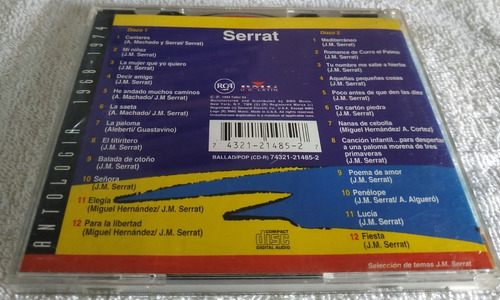 ANTOLOGIA 1968-1974
Serrat
Disco 1
1 Cantares
(A. Machado y Serrat/ Serrat)
2 Mi niñez
(J.M. Serrat)
3 La mujer que yo quiero
(J.M. Serrat)
4 Decir amigo
(J.M. Serrat)
5 He andado muchos caminos
(A. Machado/ J.M Serrat)
6 La saeta
(A. Machado/ J.M. Serrat)
7 La paloma
(Aleberti/ Guastavino)
8 El titiritero
(J.M. Serrat)
9 Balada de otoño
(J.M. Serrat)
10 Señora
(J.M. Serrat)
11 Elegía
(Miguel Hernández/ J.M. Serrat)
12 Para la libertad
(Miguel Hernández/ J.M. Serrat)
RCA
BMG
U.S. LATIN
7 4321-21485-2 7
BALLAD/POP (CD-R) 74321-21485-2
COMPACT
disc
DIGITAL AUDIO
Disco 2
1 Mediterráneo
(J.M. Serrat)
2 Romance de Curro el Palmo
(J.M. Serrat)
3 Tu nombre me sabe a hierba
(J.M. Serrat)
4 Aquellas pequeñas cosas
(J.M. Serrat)
5 Poco antes de que den las diez
(J.M. Serrat)
6 De cartón piedra
(J.M. Serrat)
7 Nanas de cebolla
(Miguel Hernández/ A. Cortez)
8 Canción infantil... para despertar
a una paloma morena de tres
primaveras
(J.M. Serrat)
9 Poema de amor
(J.M. Serrat)
10 Penélope
(J.M. Serrat/ A. Algueró)
11 Lucía
(J.M. Serrat)
12 Fiesta
(J.M. Serrat)
Selección de temas J.M. Serrat